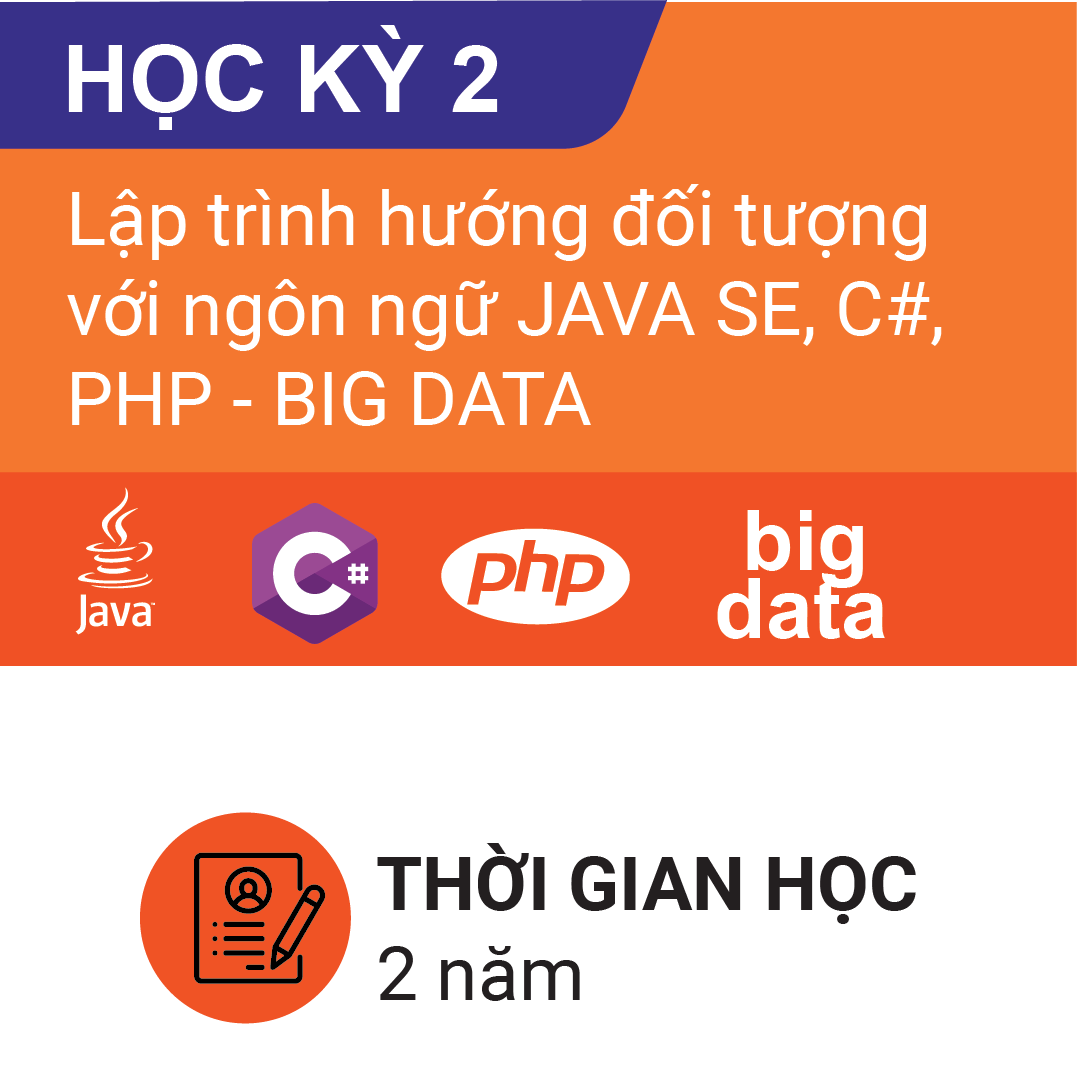 HỌC KỲ 2
Lập trình hướng đối tượng
với ngôn ngữ JAVA SE, C#,
PHP - BIG DATA
Java
C#
php
big
data
THỜI GIAN HỌC
2 năm